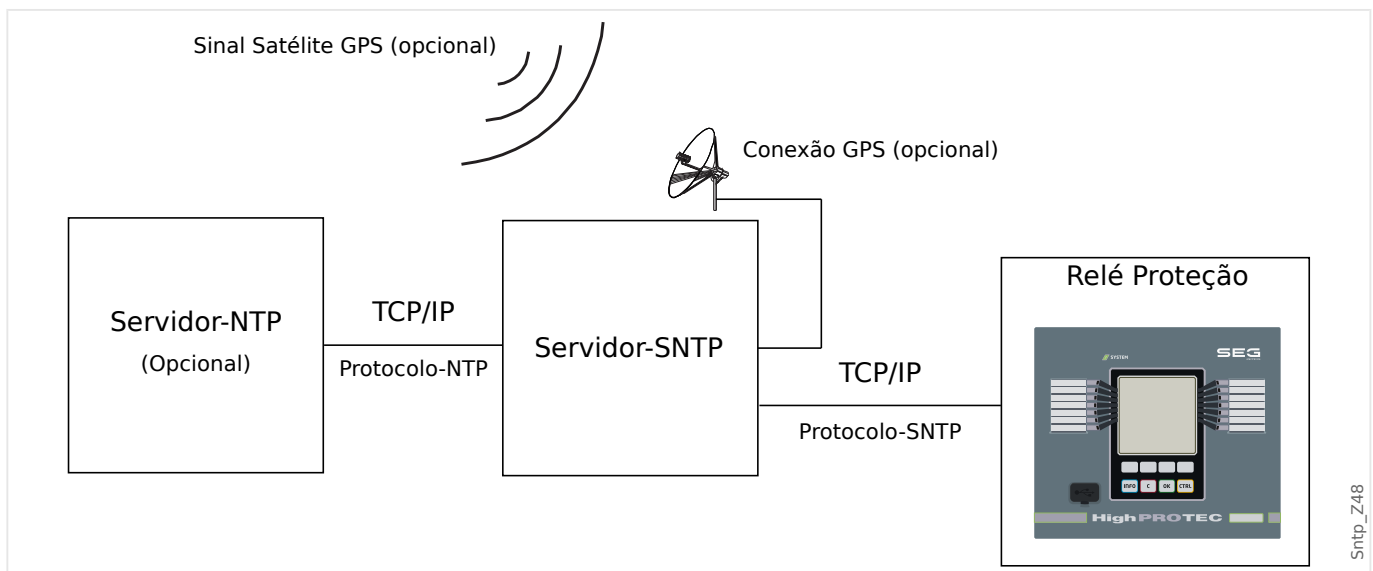 Sinal Satélite GPS (opcional)
Conexão GPS (opcional)
Servidor-NTP
(Opcional)
TCP/IP
Protocolo-NTP
Servidor-SNTP
TCP/IP
Protocolo-SNTP
Relé Proteção
SYSTEM
SEG
INFO
C
OK
CTRL
HighPROTEC
Sntp_Z48